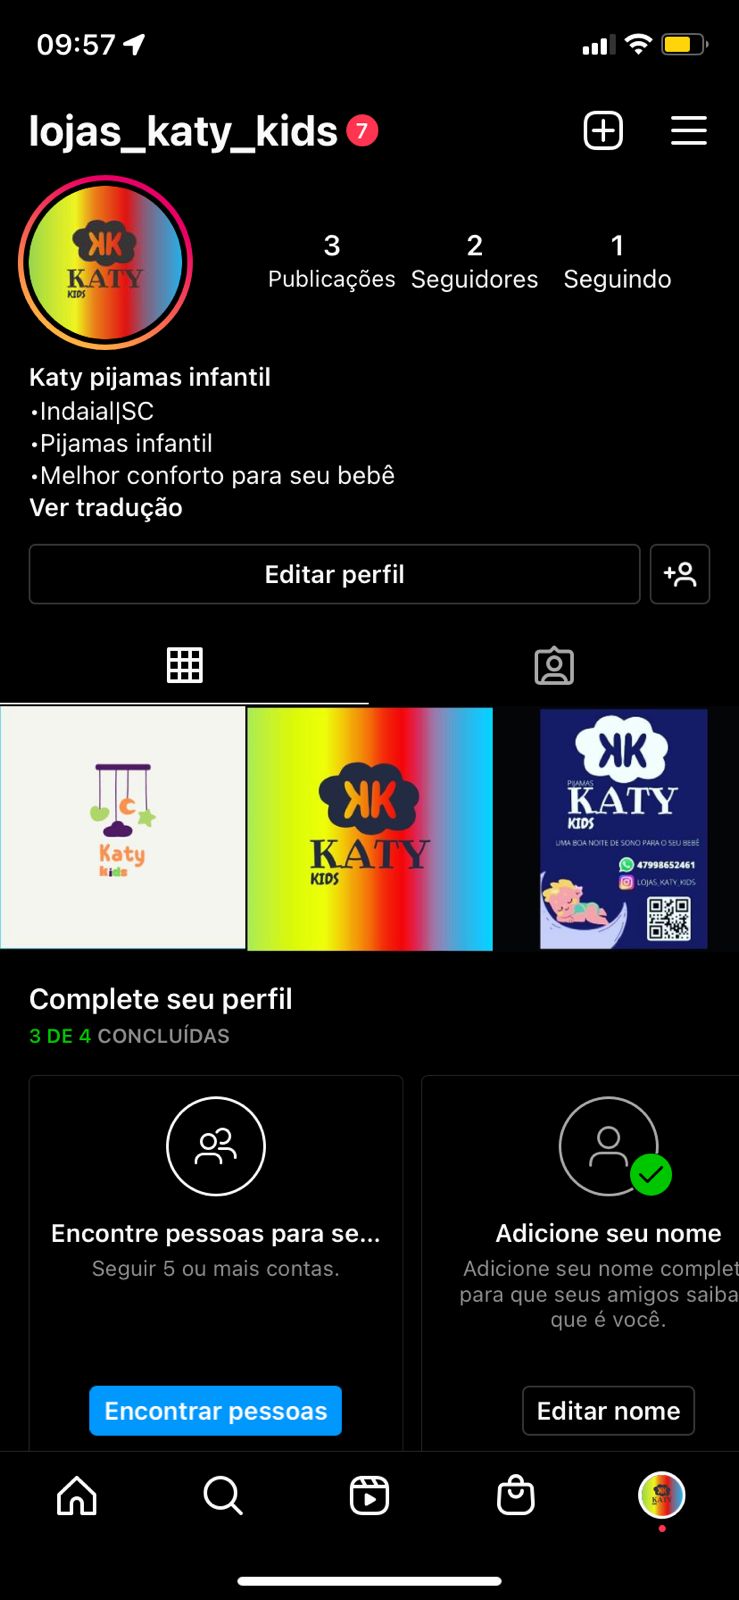 09:57
lojas_katy_kids 7
3 2 1
Publicações Seguidores Seguindo
KK
KATY
KIDS
Katy pijamas infantil
•Indaial|SC
•Pijamas infantil
•Melhor conforto para seu bebê
Ver tradução
Editar perfil
Katy
kids
KK
KATY
KIDS
KK
PIJAMAS
KATY
KIDS
UMA BOA NOITE DE SONO PARA O SEU BEBÊ
47998652461
LOJAS_KATY_KIDS
Complete seu perfil
3 DE 4 CONCLUÍDAS
Encontre pessoas para se...
Seguir 5 ou mais contas.
Encontrar pessoas
Adicione seu nome
Adicione seu nome complet
para que seus amigos saiba
que é você.
Editar nome
KATY